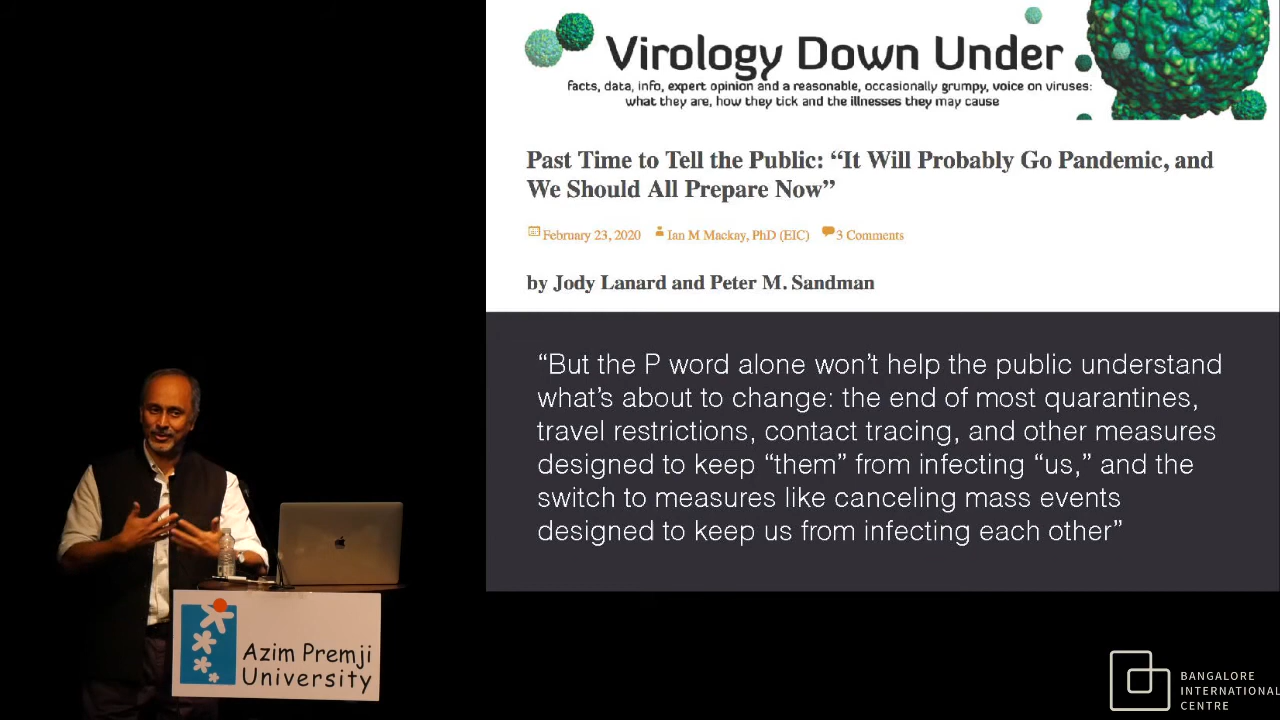 Virology Down Under
facts, data, info, expert opinion and a reasonable, occasionally grumpy, voice on viruses:
what they are, how they tick and the illnesses they may cause
Past Time to Tell the Public: “It Will Probably Go Pandemic, and
We Should All Prepare Now”
February 23, 2020 Ian M Mackay, PhD (EIC) 3 Comments
by Jody Lanard and Peter M. Sandman
“But the P word alone won’t help the public understand
what’s about to change: the end of most quarantines,
travel restrictions, contact tracing, and other measures
designed to keep “them” from infecting “us,” and the
switch to measures like canceling mass events
designed to keep us from infecting each other”
Azim Premji
University
BANGALORE
INTERNATIONAL
CENTRE